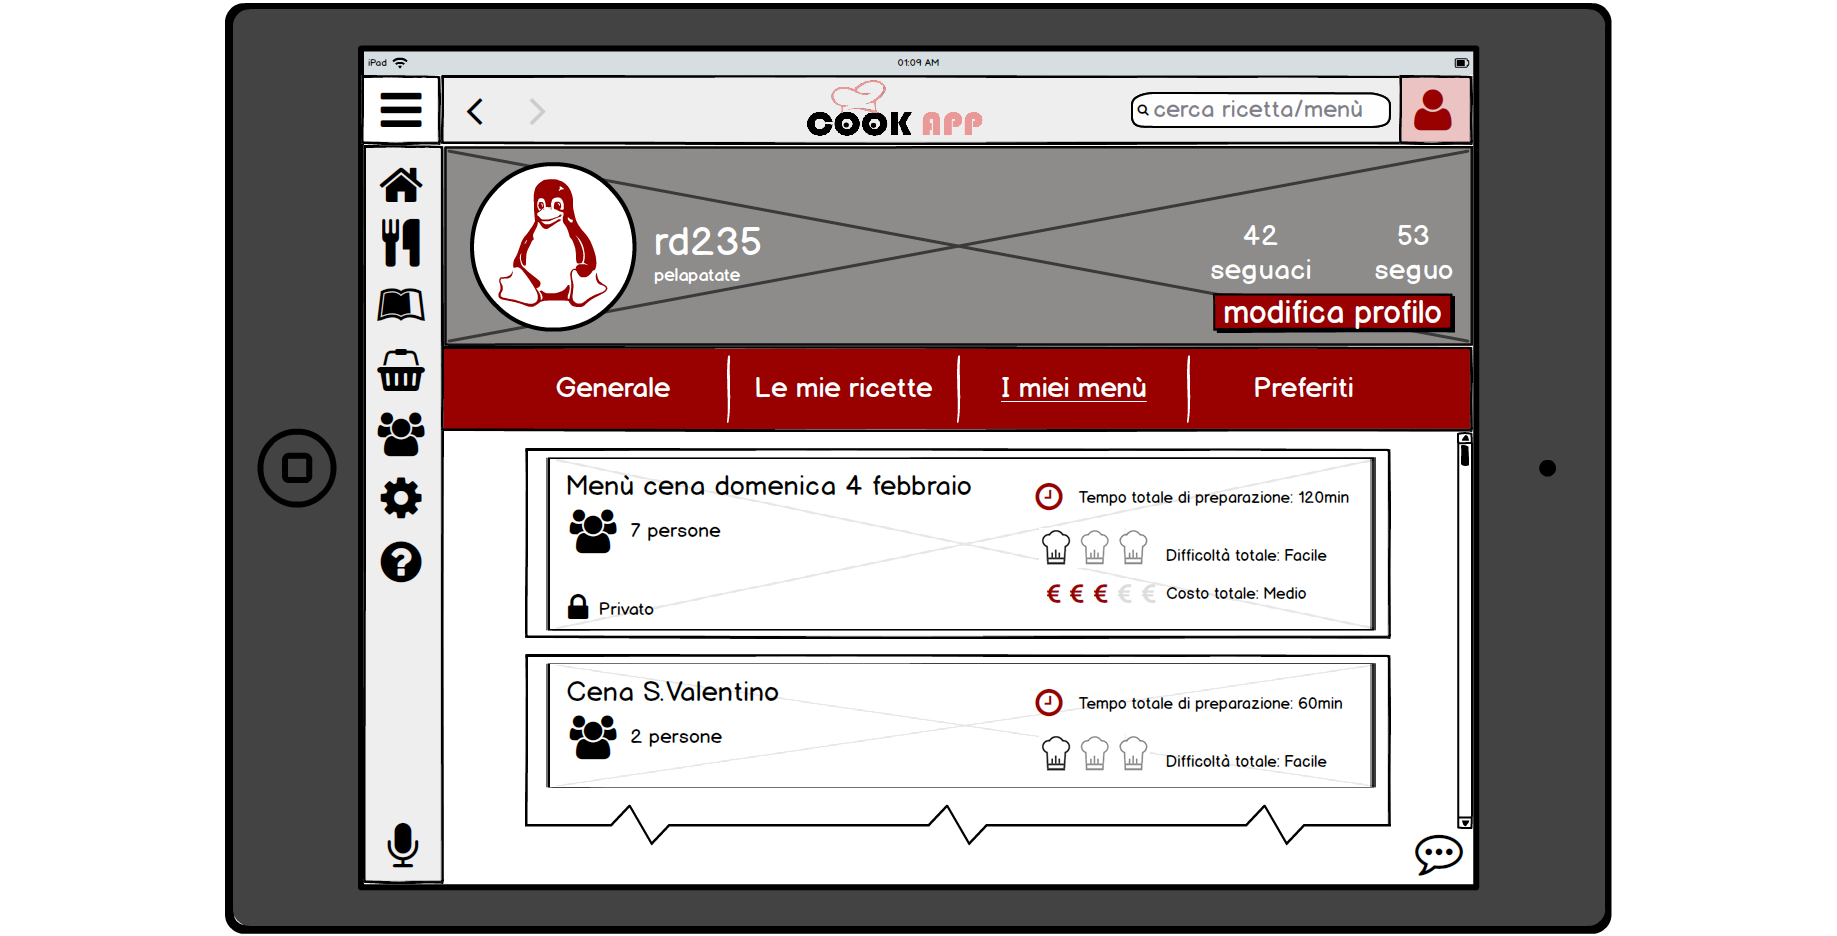 iPad
01:09 AM
COOK APP
cerca ricetta/menù
rd235
pelapatate
42
seguaci
53
seguo
modifica profilo
Generale
Le mie ricette
I miei menù
Preferiti
Menù cena domenica 4 febbraio
7 persone
Privato
Tempo totale di preparazione: 120min
Difficoltà totale: Facile
€ € € € € Costo totale: Medio
Cena S.Valentino
2 persone
Tempo totale di preparazione: 60min
Difficoltà totale: Facile